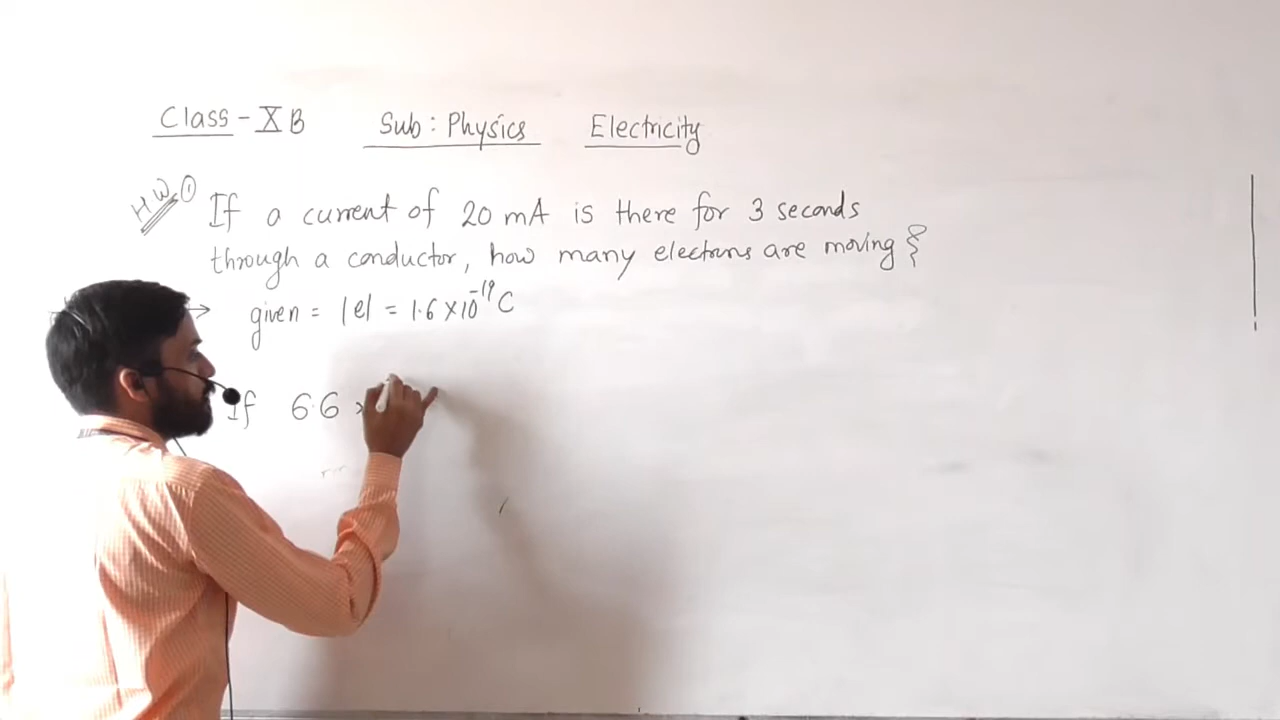 Class - X B Sub : Physics Electricity
H.W. ① If a current of 20 mA is there for 3 seconds
through a conductor, how many electrons are moving
given = |e| = 1.6 × 10⁻¹⁹ C
If 6.6 ×